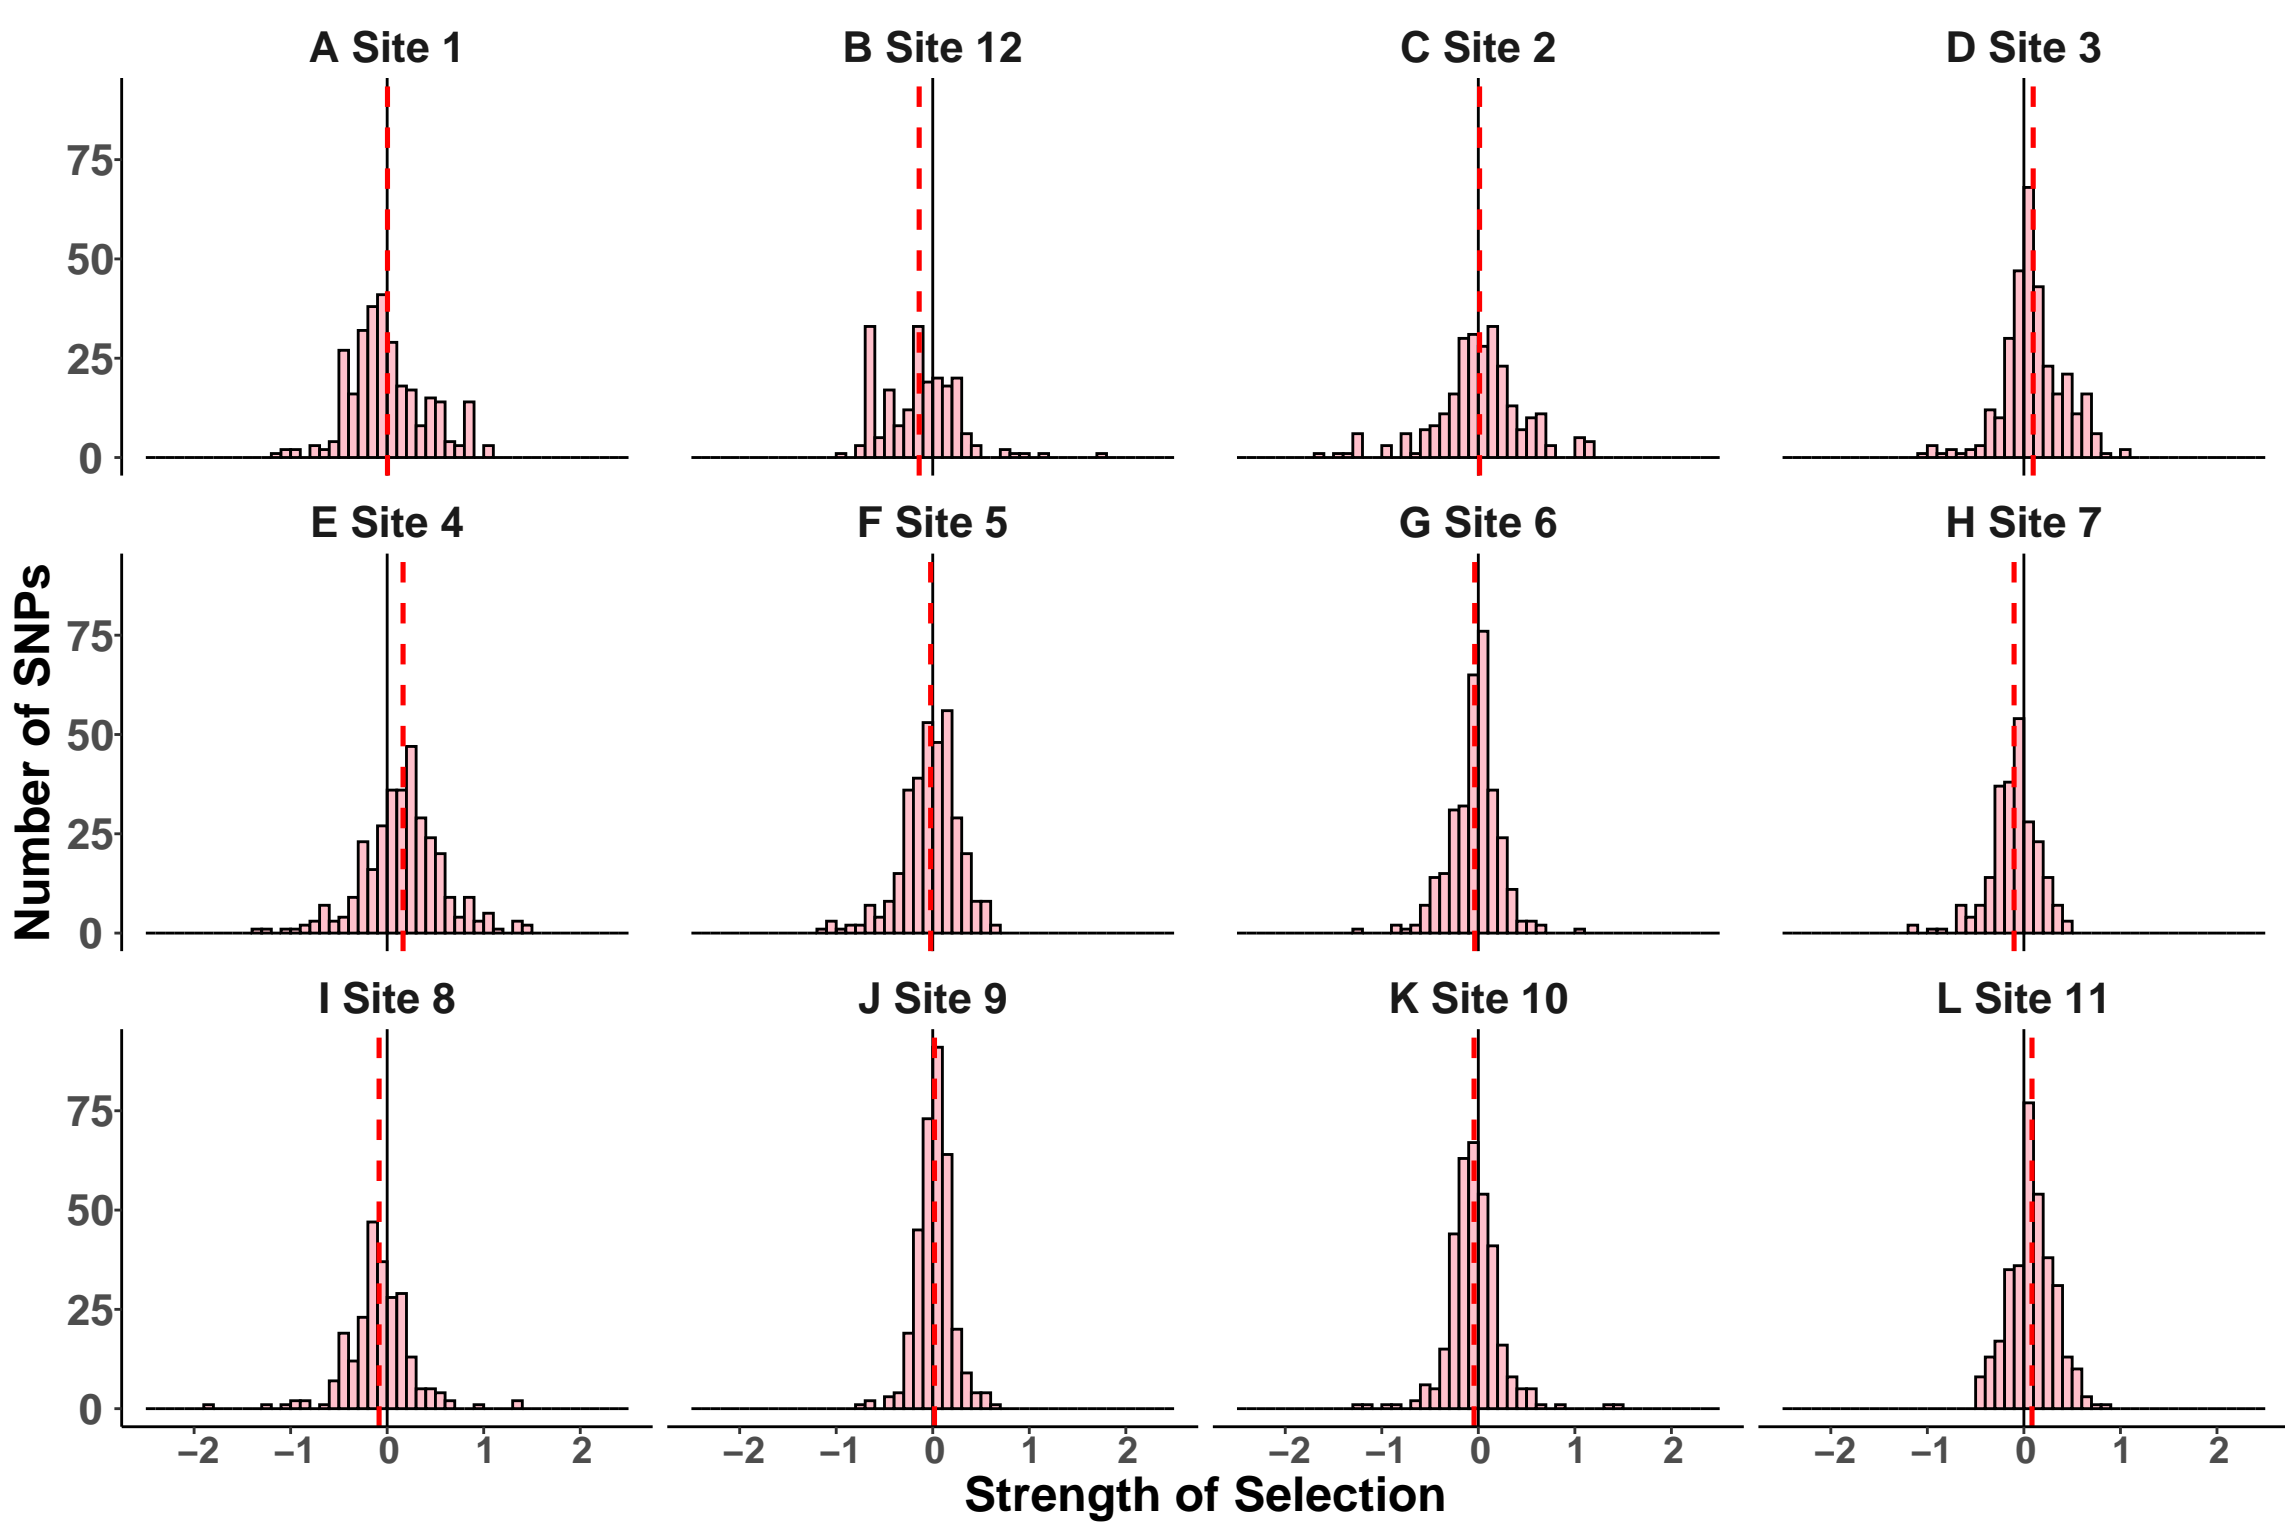 A Site 1
B Site 12
C Site 2
D Site 3
75
50
25
0
E Site 4
F Site 5
G Site 6
H Site 7
Number of SNPs
75
50
25
0
I Site 8
J Site 9
K Site 10
L Site 11
75
50
25
0
−2 −1 0 1 2
−2 −1 0 1 2
−2 −1 0 1 2
−2 −1 0 1 2
Strength of Selection